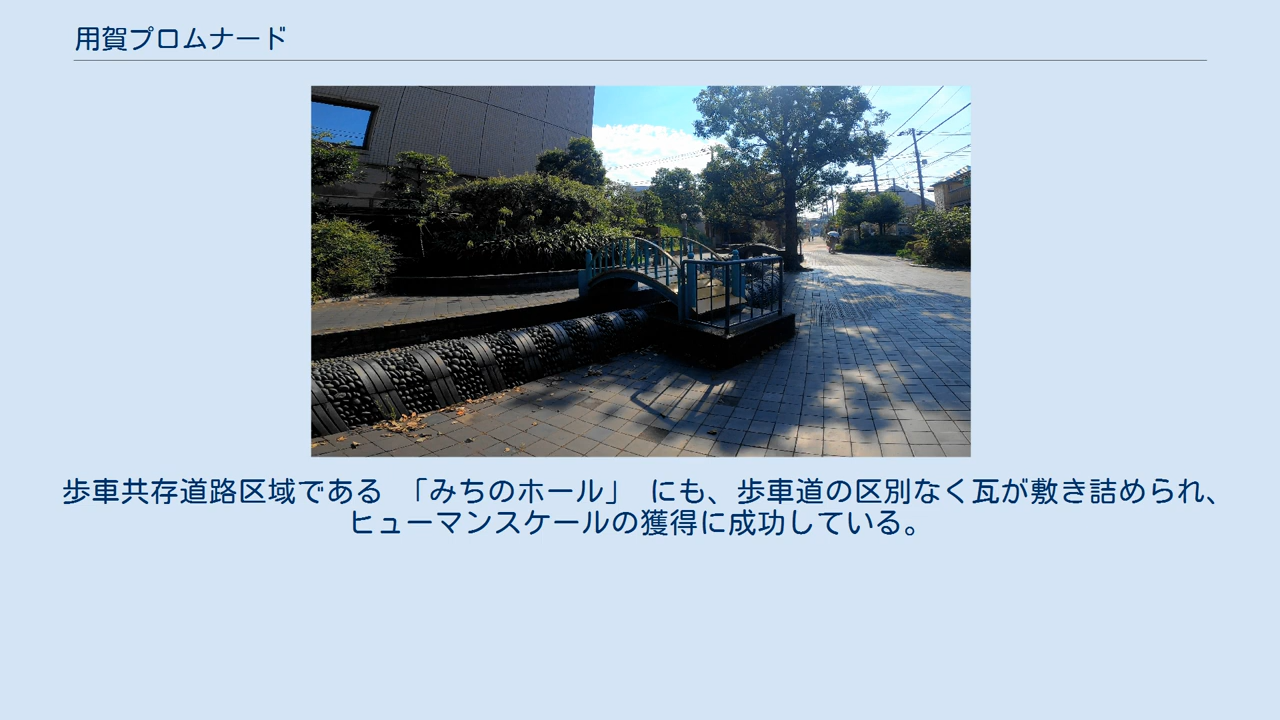 用賀プロムナード
歩車共存道路区域である 「みちのホール」 にも、歩車道の区別なく瓦が敷き詰められ、
ヒューマンスケールの獲得に成功している。